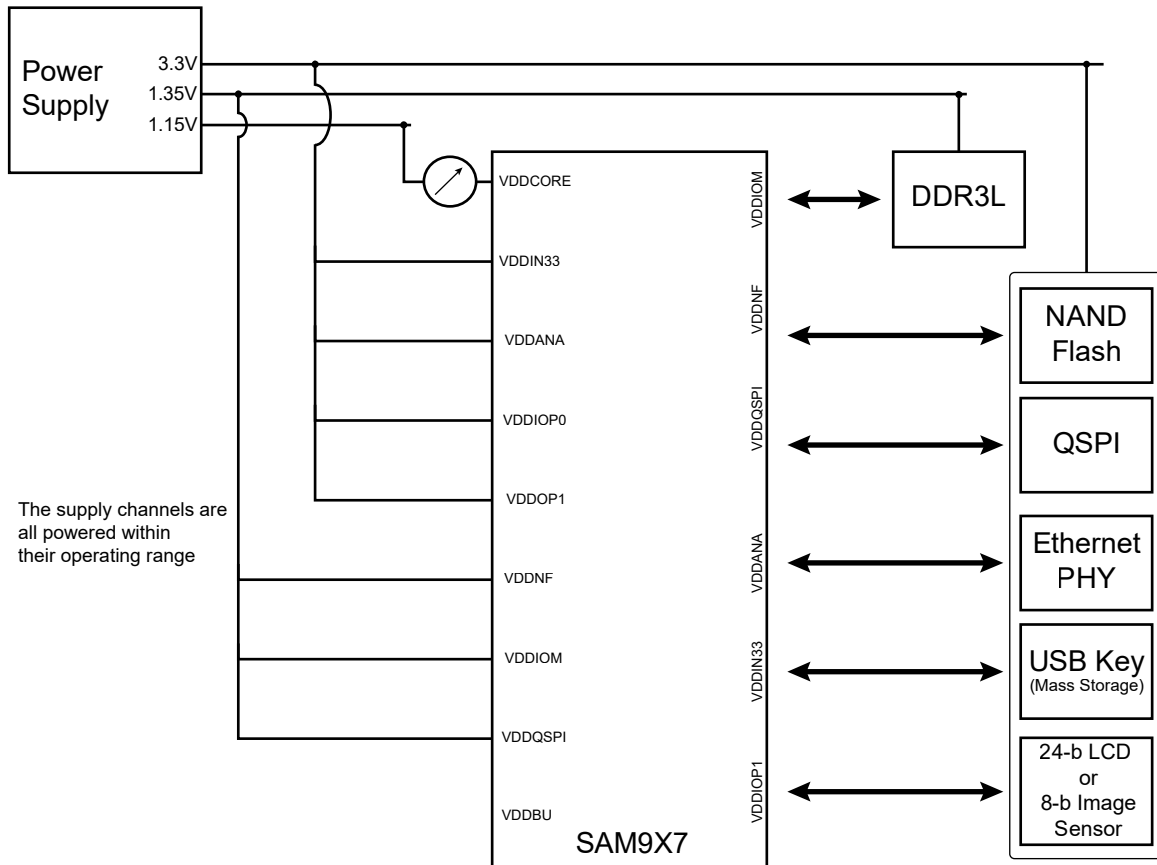 Power
Supply
3.3V
1.35V
1.15V
VDDCORE
VDDIN33
VDDANA
VDDIOP0
VDDOP1
VDDNF
VDDIOM
VDDQSPI
VDDBU
The supply channels are
all powered within
their operating range
SAM9X7
VDDIOM
VDDNF
VDDQSPI
VDDANA
VDDIN33
VDDIOP1
DDR3L
NAND
Flash
QSPI
Ethernet
PHY
USB Key
(Mass Storage)
24-b LCD
or
8-b Image
Sensor